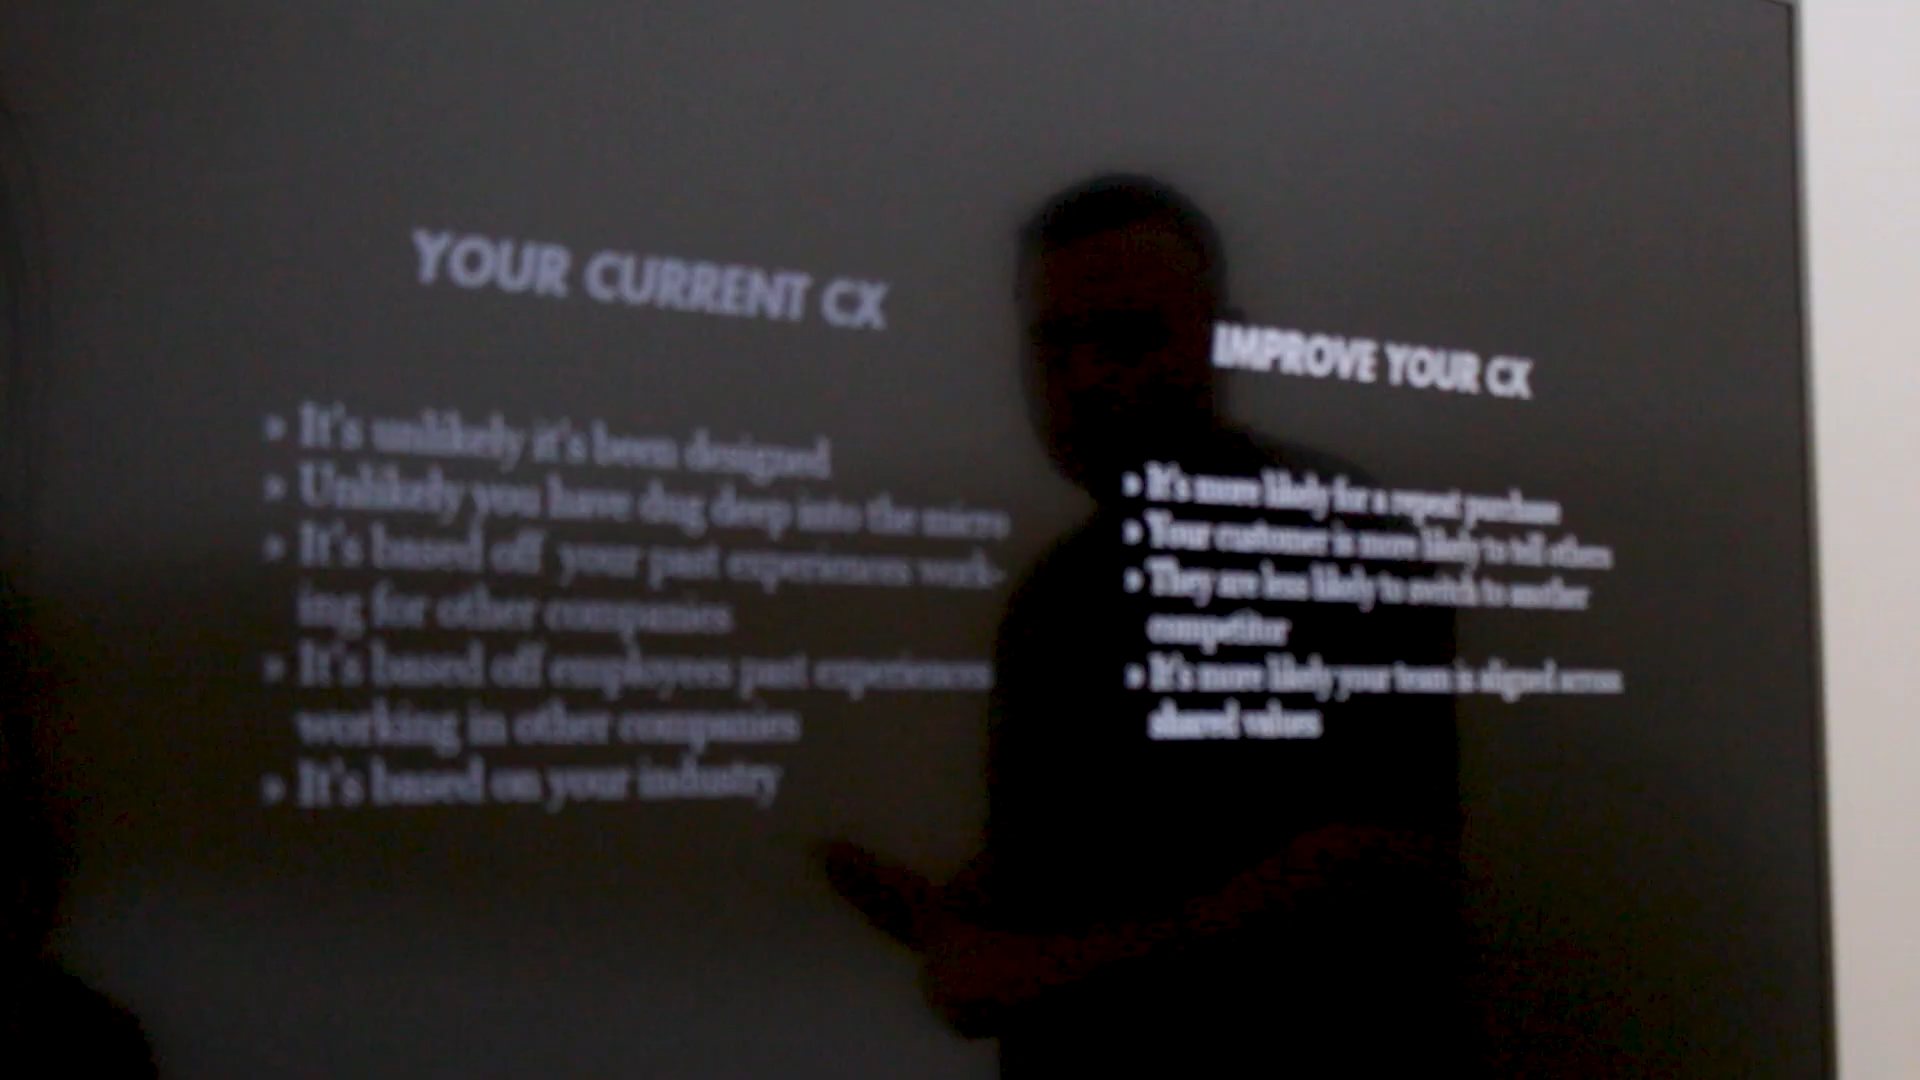 YOUR CURRENT CX
» It's unlikely it's been designed
» Unlikely you have dug deep into the micro
» It's based off your past experiences work-
ing for other companies
» It's based off employees past experiences
working in other companies
» It's based on your industry
IMPROVE YOUR CX
» It's more likely for a repeat purchase
» Your customer is more likely to tell others
» They are less likely to switch to another
competitor
» It's more likely your team is aligned across
shared values